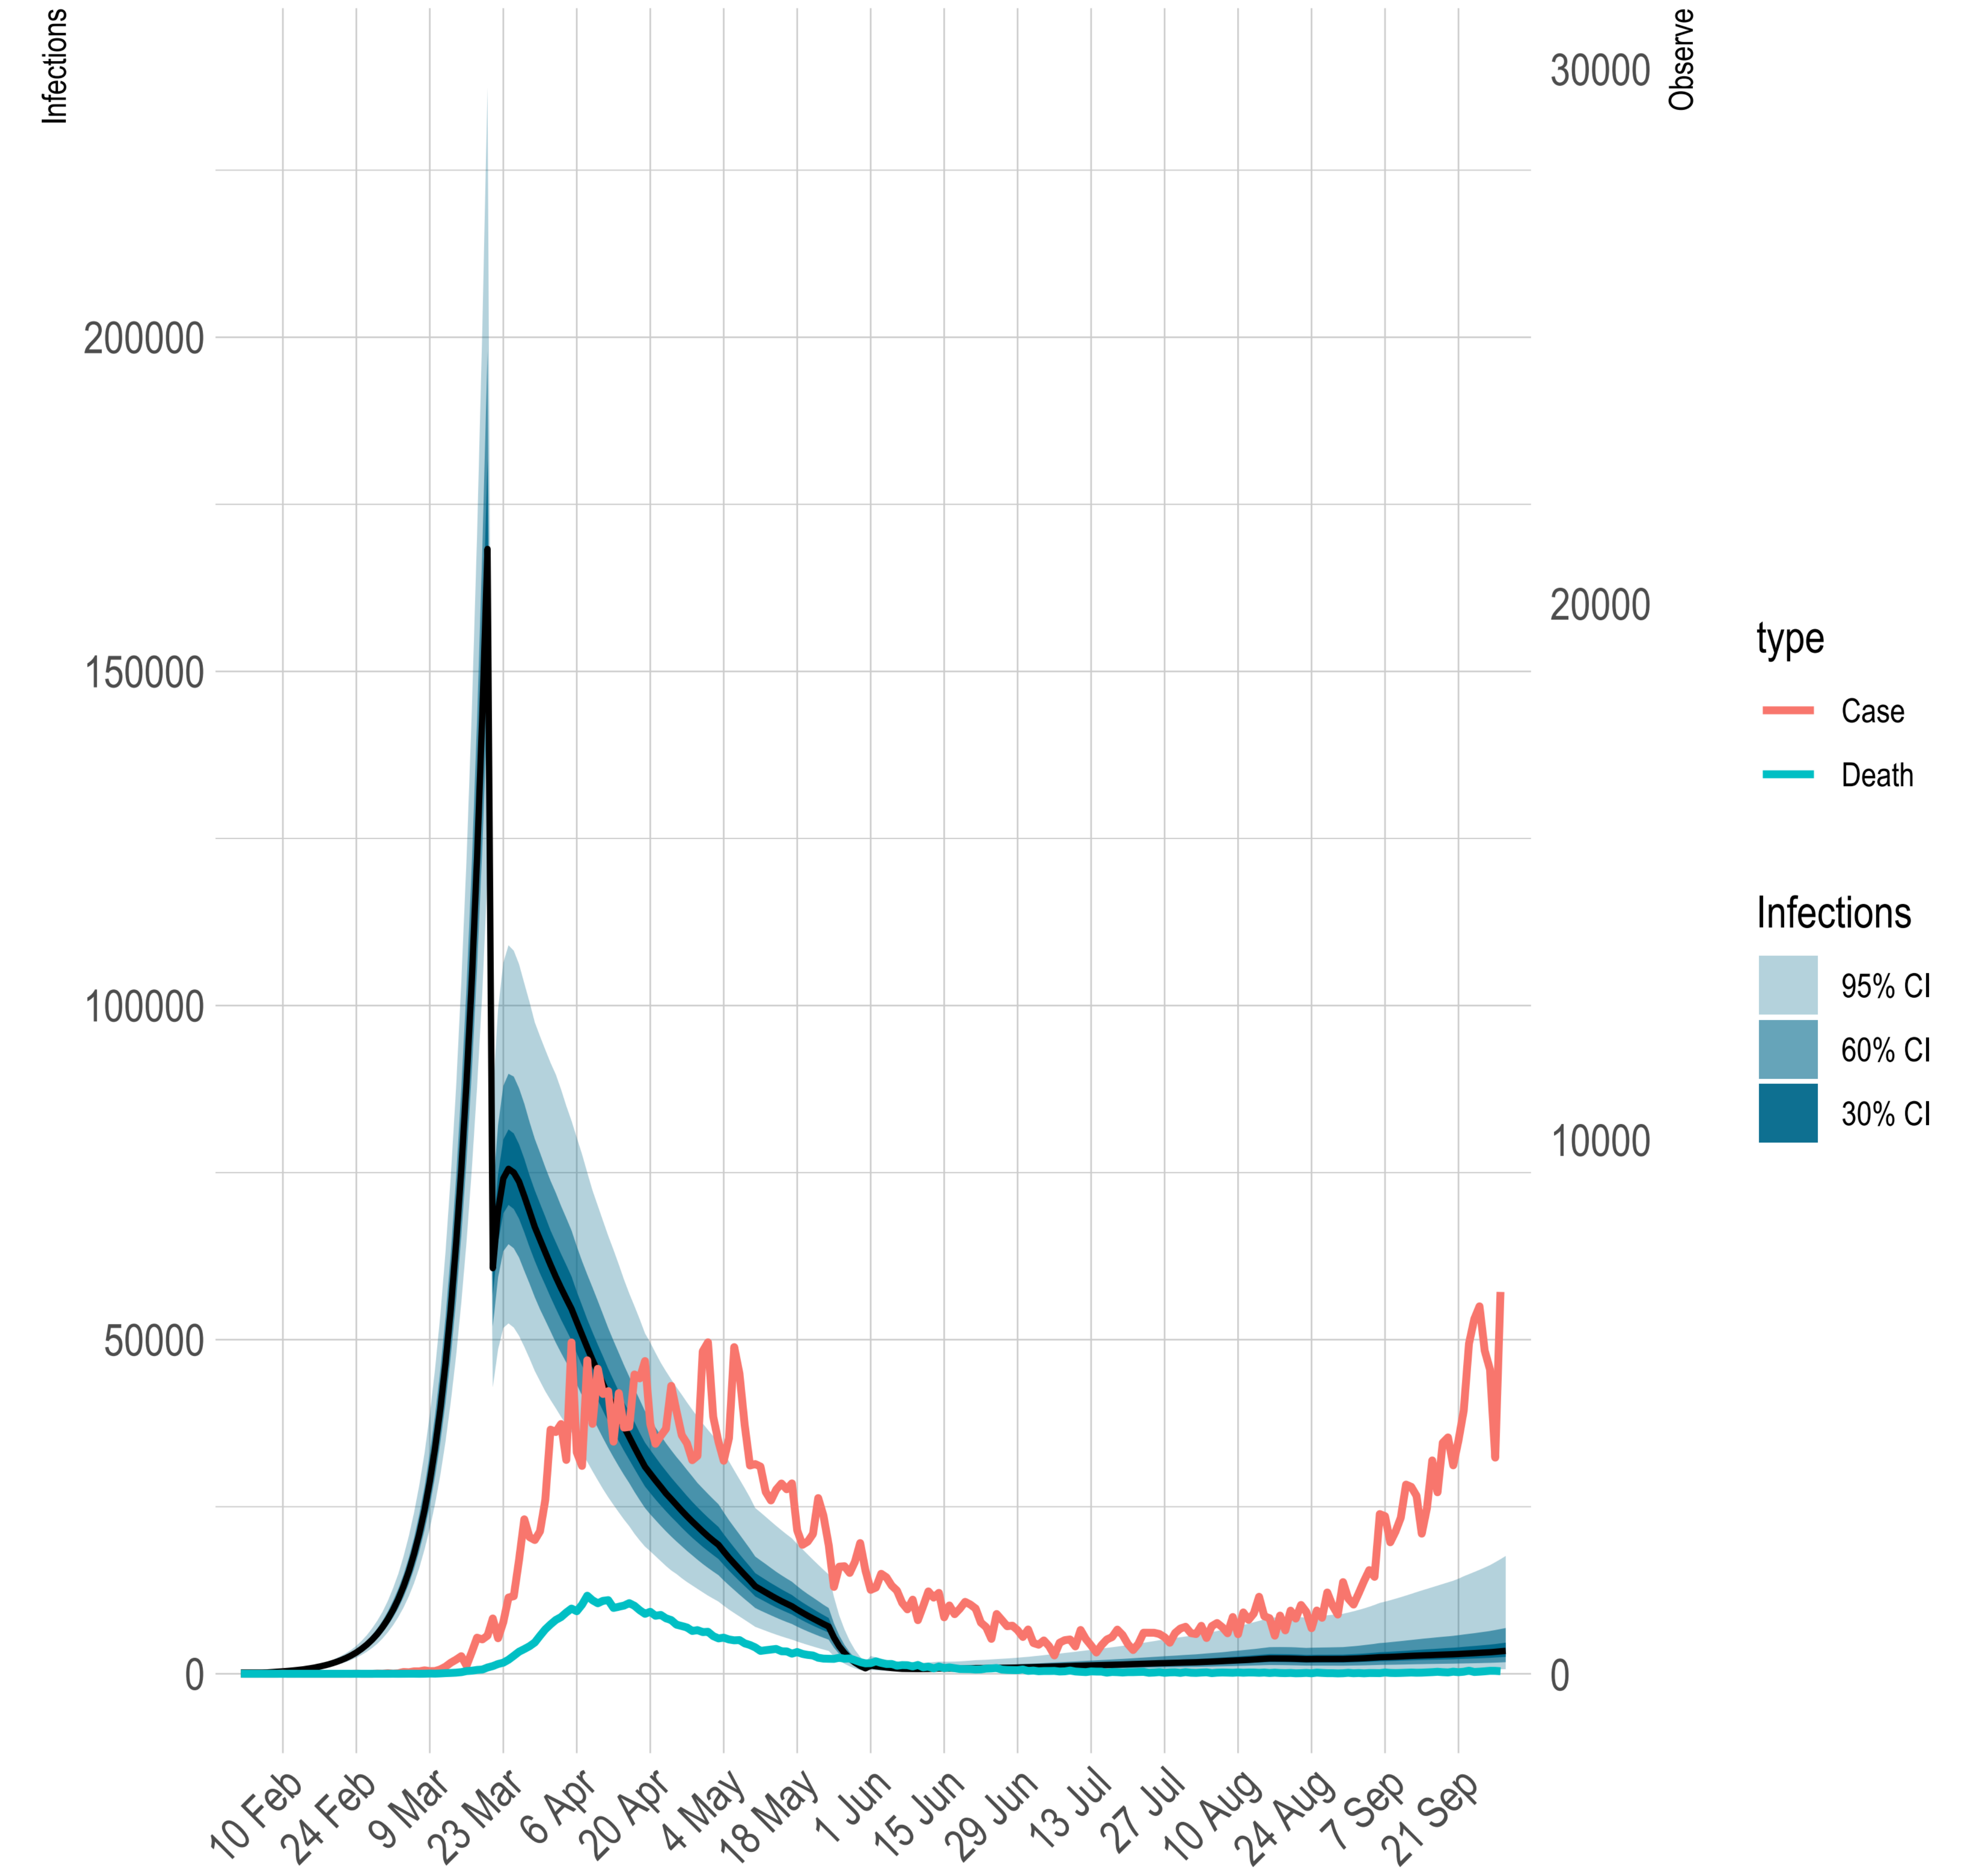 Infections
200000
150000
100000
50000
0
10 Feb
24 Feb
9 Mar
23 Mar
6 Apr
20 Apr
4 May
18 May
1 Jun
15 Jun
29 Jun
13 Jul
27 Jul
10 Aug
24 Aug
7 Sep
21 Sep
30000
20000
10000
0
Observe
type
Case
Death
Infections
95% CI
60% CI
30% CI